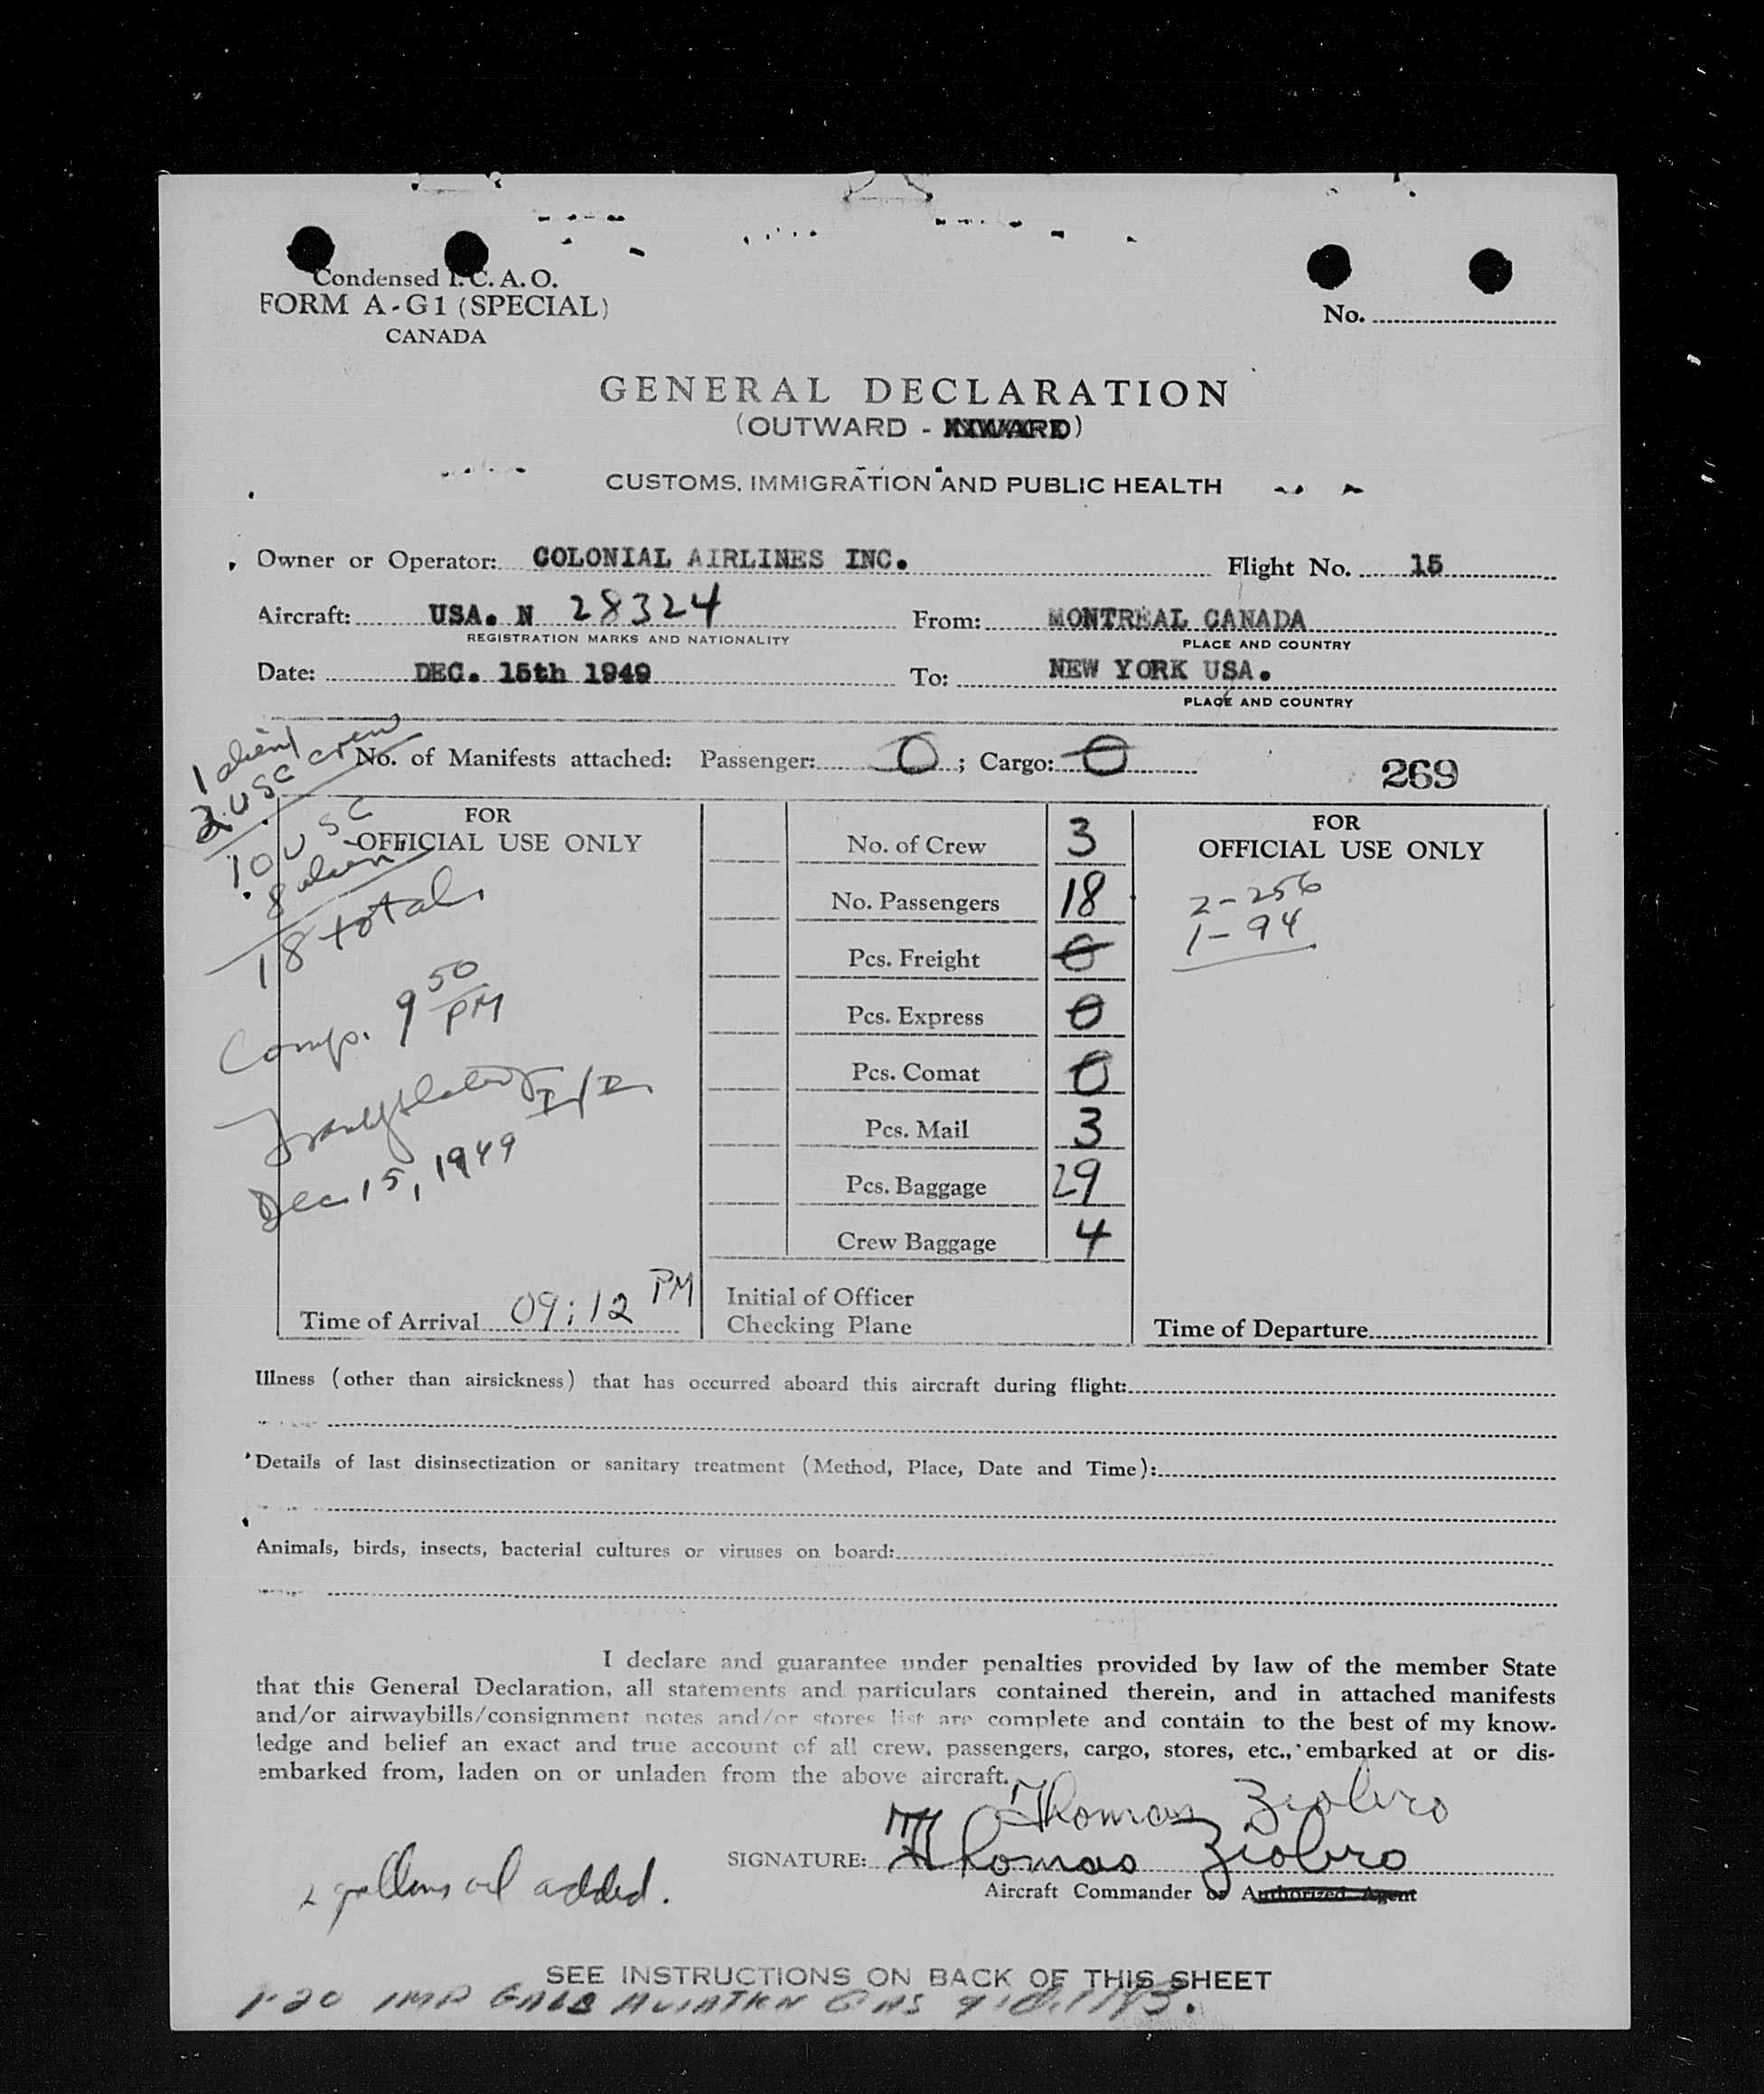 Condensed I.C.A.O.
FORM A-G1 (SPECIAL)
CANADA
No.
GENERAL DECLARATION
(OUTWARD - XXWARD)
CUSTOMS, IMMIGRATION AND PUBLIC HEALTH
Owner or Operator: COLONIAL AIRLINES INC. Flight No. 15
Aircraft: USA. N 28324 From: MONTREAL CANADA
REGISTRATION MARKS AND NATIONALITY PLACE AND COUNTRY
Date: DEC. 15th 1949 To: NEW YORK USA.
PLACE AND COUNTRY
1 alien
2 USC crew
No. of Manifests attached: Passenger: 0; Cargo: 0
269
10 USC
8 alien
18 total
FOR
OFFICIAL USE ONLY
Comp. 9 50 PM
Dec 15, 1949
Time of Arrival 09:12 PM
No. of Crew 3
No. Passengers 18
Pcs. Freight 0
Pcs. Express 0
Pcs. Comat 0
Pcs. Mail 3
Pcs. Baggage 29
Crew Baggage 4
Initial of Officer
Checking Plane
FOR
OFFICIAL USE ONLY
2-256
1-94
Time of Departure
Illness (other than airsickness) that has occurred aboard this aircraft during flight:
Details of last disinsectization or sanitary treatment (Method, Place, Date and Time):
Animals, birds, insects, bacterial cultures or viruses on board:
I declare and guarantee under penalties provided by law of the member State
that this General Declaration, all statements and particulars contained therein, and in attached manifests
and/or airwaybills/consignment notes and/or stores list are complete and contain to the best of my know-
ledge and belief an exact and true account of all crew, passengers, cargo, stores, etc., embarked at or dis-
embarked from, laden on or unladen from the above aircraft.
Thomas Ziobro
SIGNATURE: Thomas Ziobro
Aircraft Commander or Authorized Agent
2 gallons oil added.
SEE INSTRUCTIONS ON BACK OF THIS SHEET
IMP GALS AVIATION GAS